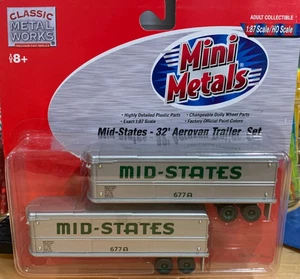 CLASSIC
METAL
WORKS
ADULT COLLECTIBLE
1:87 Scale/HO Scale
8+
Mini
Metals
• Highly Detailed Plastic Parts
• Changeable Dolly Wheel Parts
• Exact 1:87 Scale
• Factory Official Paint Colors
Mid-States - 32' Aerovan Trailer Set
MID-STATES
677A
MID-STATES
677A